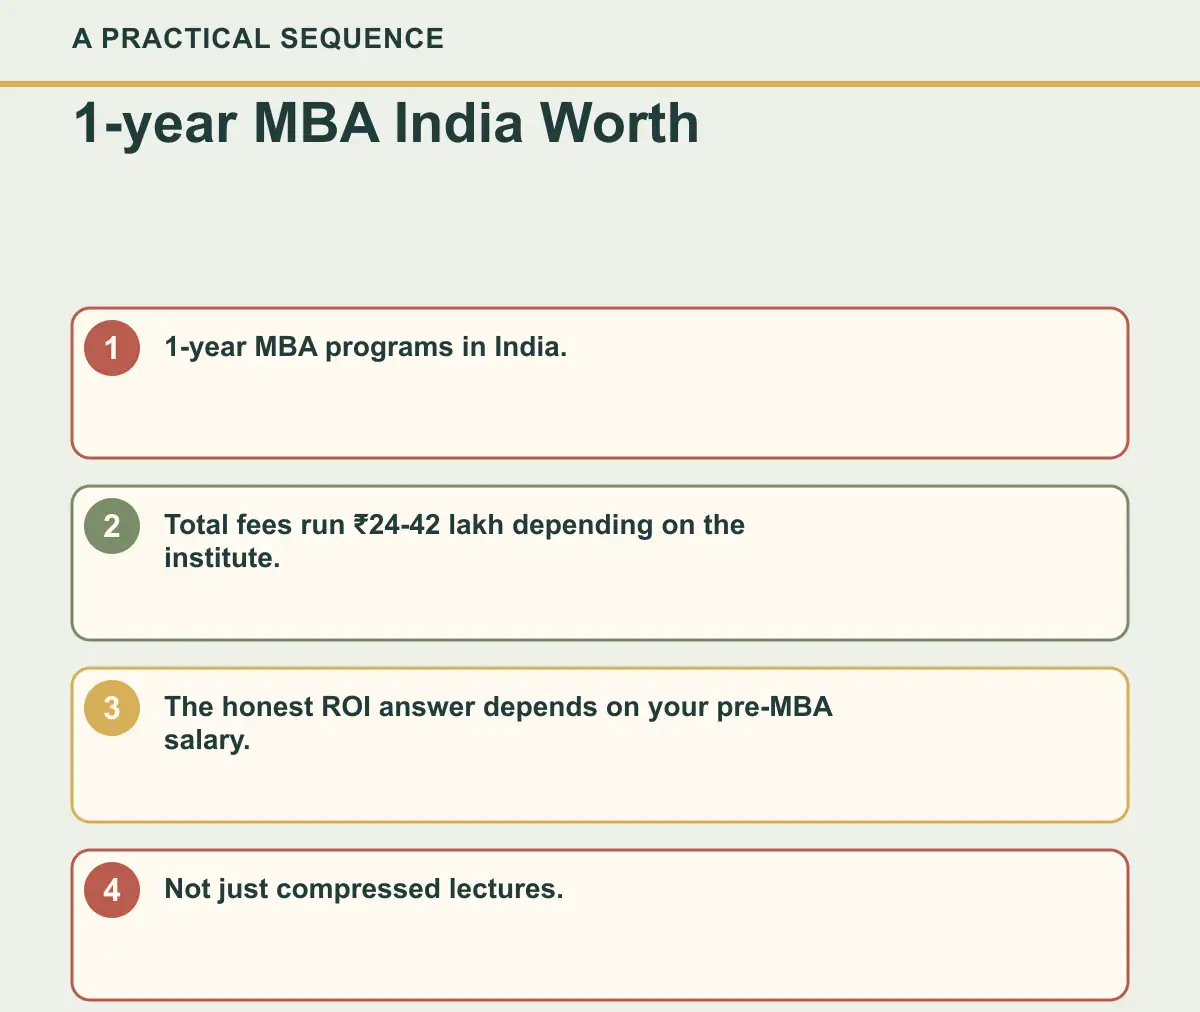 A PRACTICAL SEQUENCE
1-year MBA India Worth
1
1-year MBA programs in India.
2
Total fees run ₹24-42 lakh depending on the
institute.
3
The honest ROI answer depends on your pre-MBA
salary.
4
Not just compressed lectures.